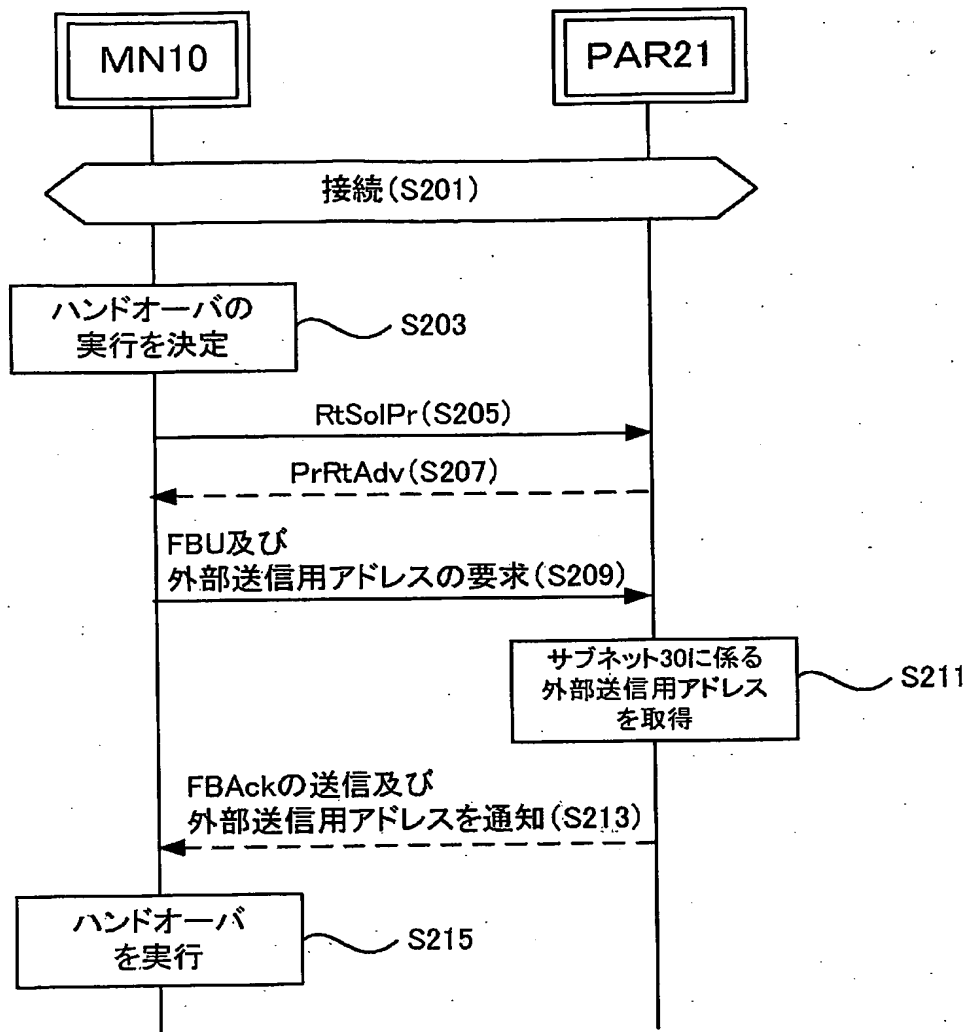 MN10
PAR21
接続(S201)
ハンドオーバの
実行を決定
S203
RtSolPr(S205)
PrRtAdv(S207)
FBU及び
外部送信用アドレスの要求(S209)
サブネット30に係る
外部送信用アドレス
を取得
S211
FBAckの送信及び
外部送信用アドレスを通知(S213)
ハンドオーバ
を実行
S215